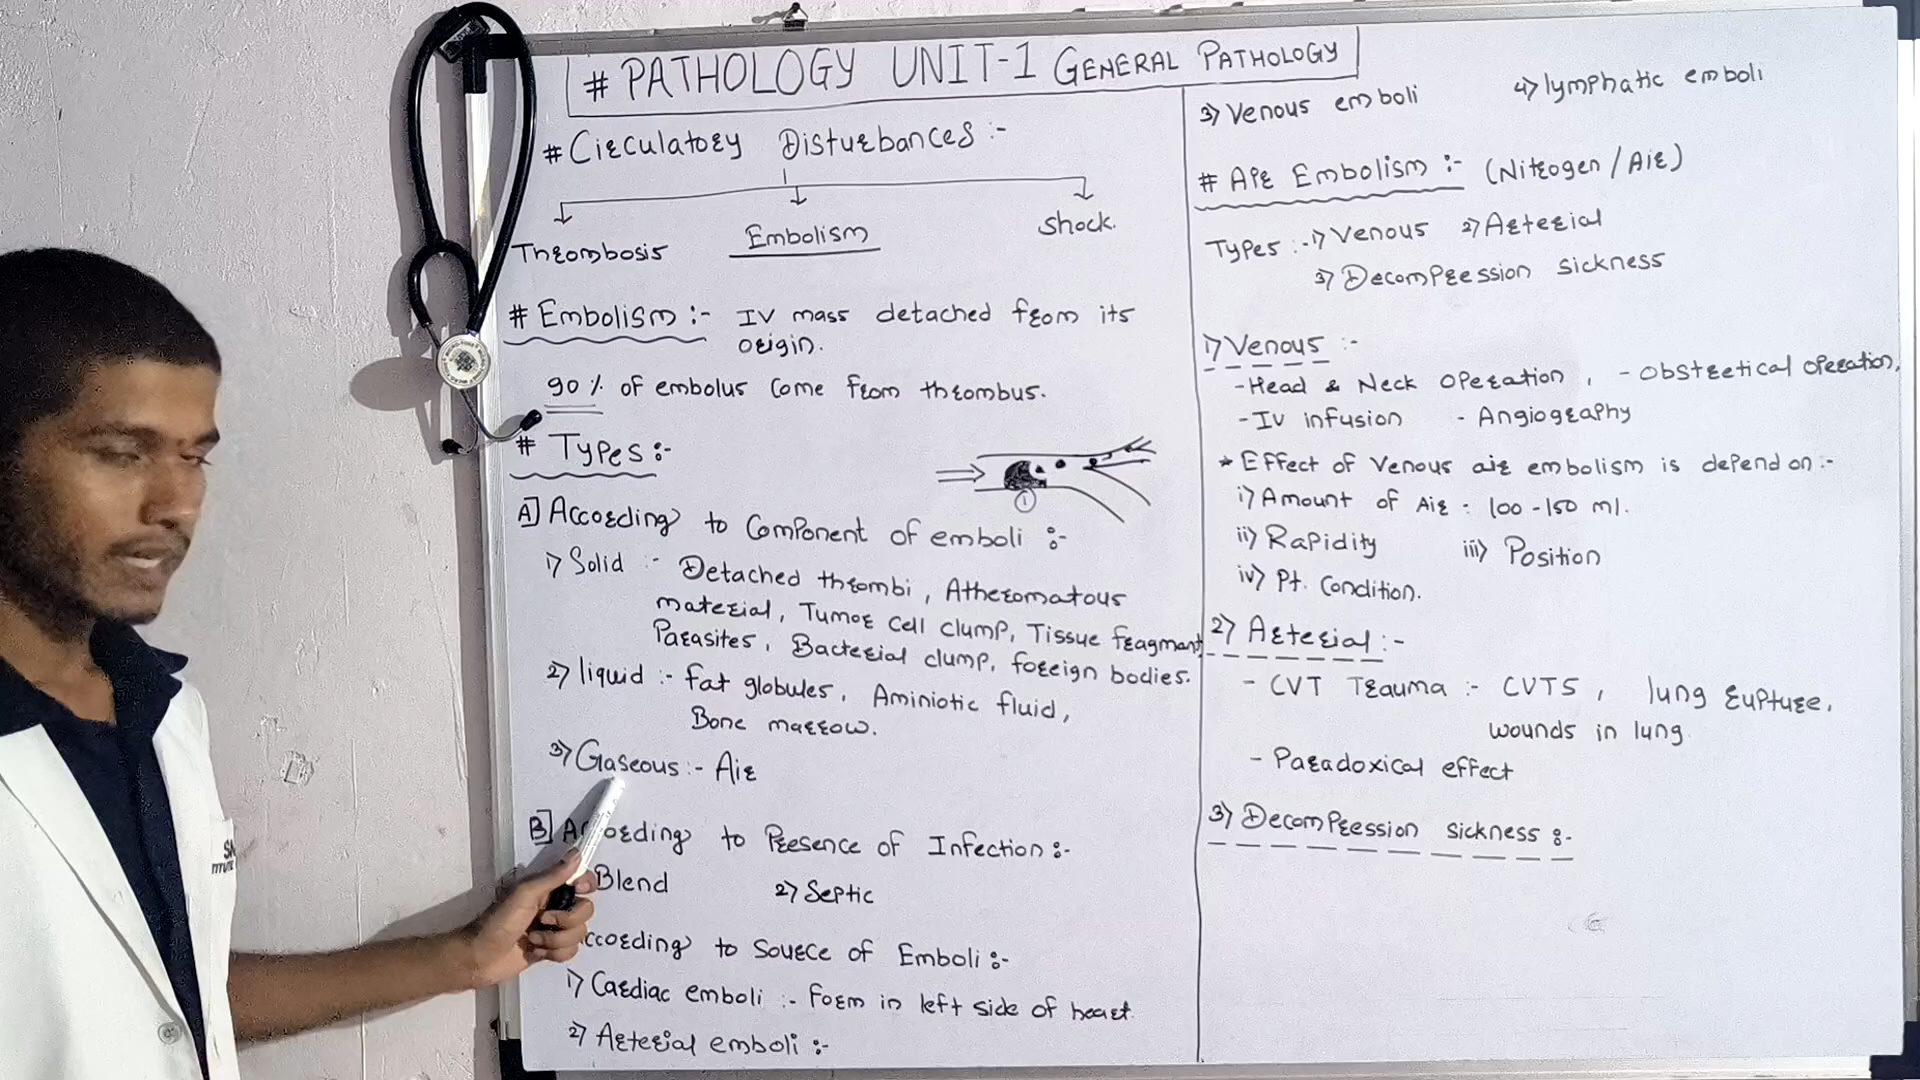 # PATHOLOGY UNIT-1 GENERAL PATHOLOGY
# Circulatory Disturbances :-
Thrombosis Embolism Shock.
# Embolism :- IV mass detached from its
origin.
90 % of embolus come from thrombus.
# Types :-
A] According to component of emboli :-
1) Solid :- Detached thrombi, Atheromatous
material, Tumor cell clump, Tissue fragment
Parasites, Bacterial clump, foreign bodies.
2) liquid :- fat globules, Aminiotic fluid,
Bone marrow.
3) Gaseous :- Air
B] According to Presence of Infection :-
Blend 2) Septic
ccording to Source of Emboli :-
1) Cardiac emboli :- form in left side of heart
2) Arterial emboli :-
①
3) Venous emboli 4) lymphatic emboli
# Air Embolism :- (Nitrogen / Air)
Types :- 1) Venous 2) Arterial
3) Decompression sickness
1) Venous :-
- Head & Neck operation, - Obstretical operation,
- IV infusion - Angiography
* Effect of Venous air embolism is depend on :-
i) Amount of Air : 100 - 150 ml.
ii) Rapidity iii) Position
iv) Pt. Condition.
2) Arterial :-
- CVT Trauma :- CVTS, lung rupture,
wounds in lung
- Paradoxical effect
3) Decompression sickness :-